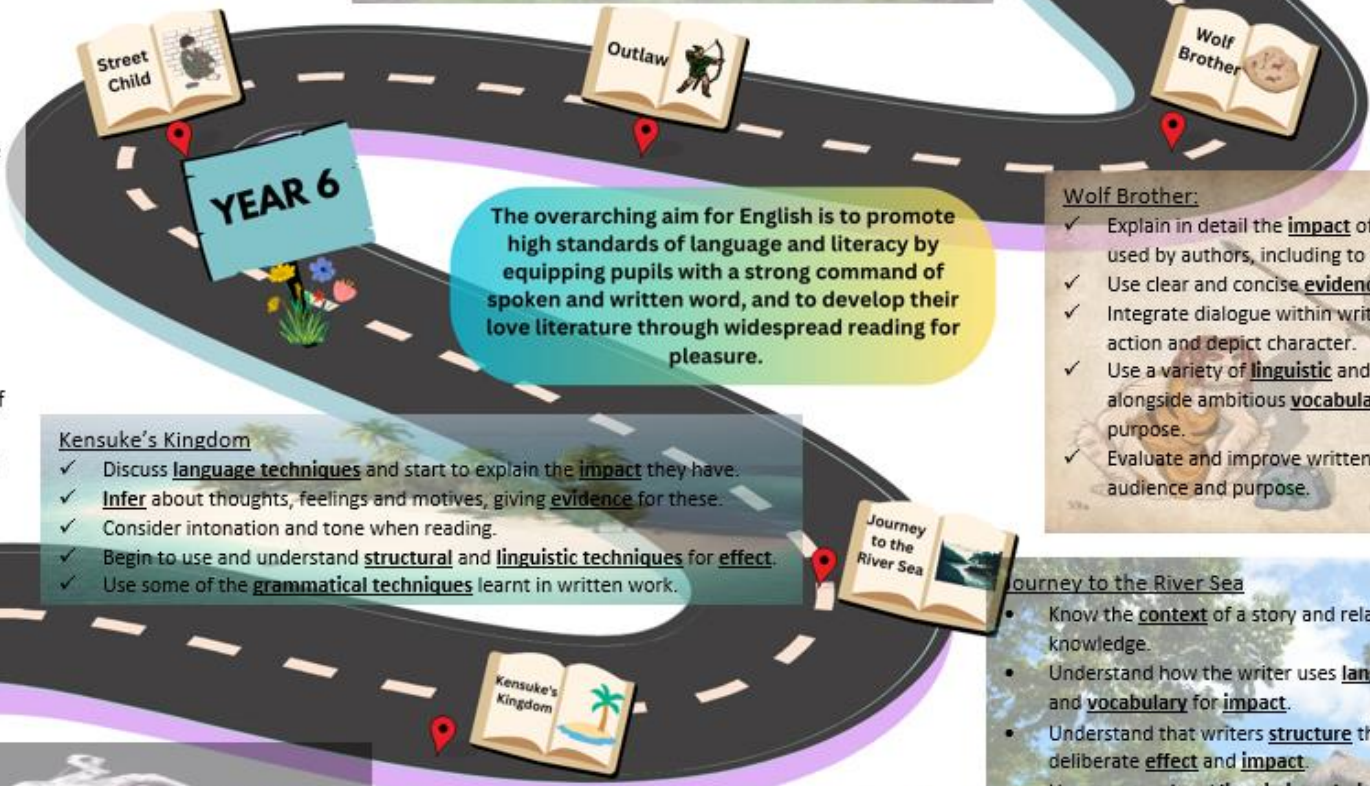 Street
Child
Outlaw
Wolf
Brother
YEAR 6
The overarching aim for English is to promote
high standards of language and literacy by
equipping pupils with a strong command of
spoken and written word, and to develop their
love literature through widespread reading for
pleasure.
Wolf Brother:
✓ Explain in detail the impact of
used by authors, including to
✓ Use clear and concise evidenc
✓ Integrate dialogue within writ
action and depict character.
✓ Use a variety of linguistic and
alongside ambitious vocabula
purpose.
✓ Evaluate and improve written
audience and purpose.
f
Kensuke's Kingdom
✓ Discuss language techniques and start to explain the impact they have.
✓ Infer about thoughts, feelings and motives, giving evidence for these.
✓ Consider intonation and tone when reading.
✓ Begin to use and understand structural and linguistic techniques for effect.
✓ Use some of the grammatical techniques learnt in written work.
Journey
to the
River Sea
Journey to the River Sea
• Know the context of a story and rela
knowledge.
• Understand how the writer uses lan
and vocabulary for impact.
• Understand that writers structure th
deliberate effect and impact.
Kensuke's
Kingdom